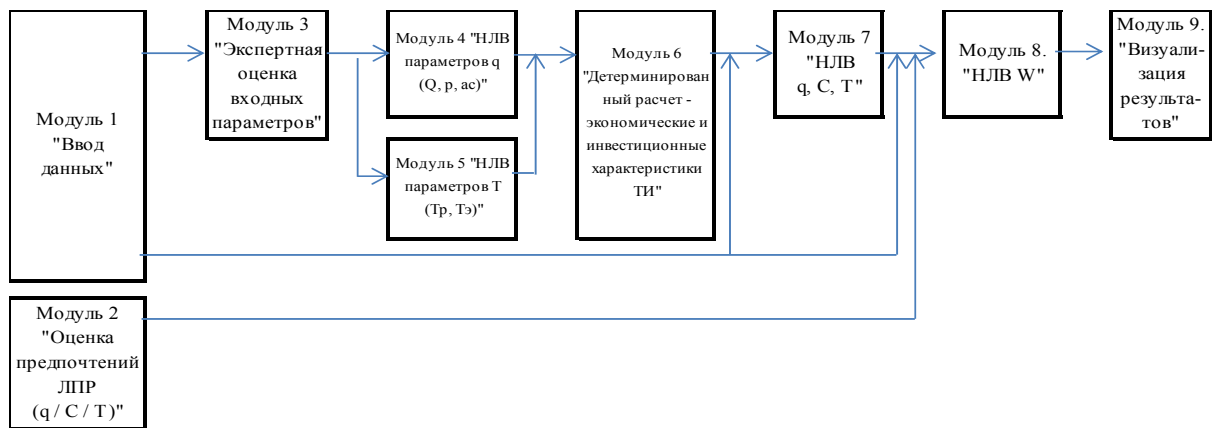 Модуль 1
"Ввод
данных"
Модуль 2
"Оценка
предпочтений
ЛПР
(q / C / T)"
Модуль 3
"Экспертная
оценка
входных
параметров"
Модуль 4 "НЛВ
параметров q
(Q, p, ac)"
Модуль 5 "НЛВ
параметров T
(Тр, Тэ)"
Модуль 6
"Детерминирован
ный расчет -
экономические и
инвестиционные
характеристики
ТИ"
Модуль 7
"НЛВ
q, C, T"
Модуль 8.
"НЛВ W"
Модуль 9.
"Визуали-
зация
результа-
тов"